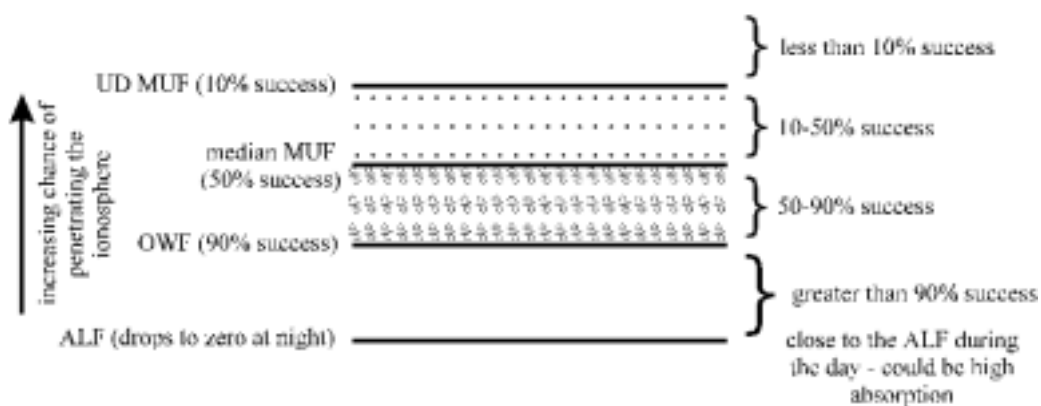 less than 10% success
UD MUF (10% success)
10-50% success
median MUF
(50% success)
50-90% success
OWF (90% success)
greater than 90% success
ALF (drops to zero at night)
close to the ALF during
the day - could be high
absorption
increasing chance of
penetrating the
ionosphere